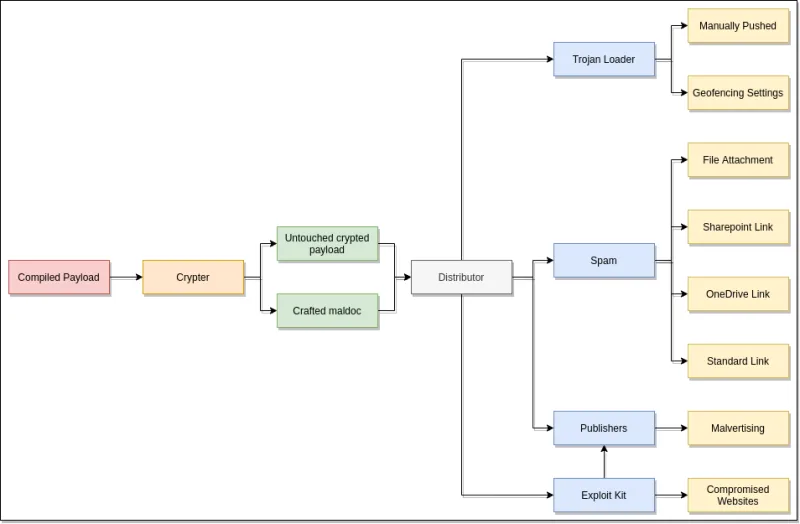 Manually Pushed
Trojan Loader
Geofencing Settings
File Attachment
Sharepoint Link
Untouched crypted
payload
Spam
Compiled Payload
Crypter
Distributor
OneDrive Link
Crafted maldoc
Standard Link
Publishers
Malvertising
Exploit Kit
Compromised
Websites